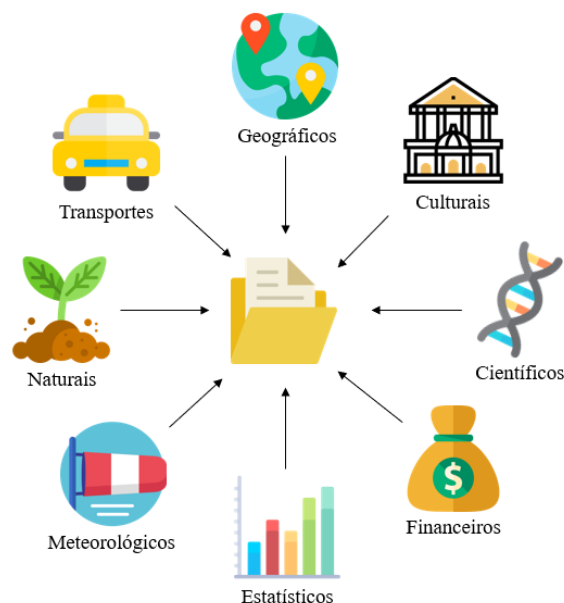 Geográficos
Transportes
Culturais
Naturais
Científicos
Meteorológicos
$
Financeiros
Estatísticos